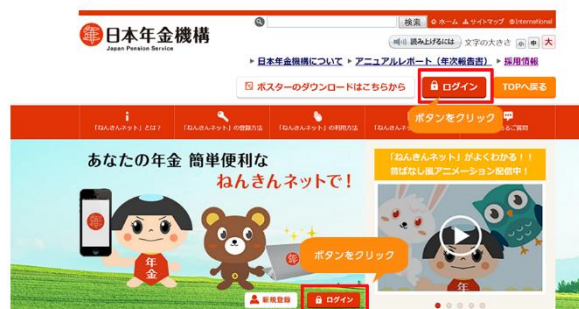 検索 ホーム サイトマップ International
日本年金機構
Japan Pension Service
読み上げるには 文字の大きさ 小 中 大
日本年金機構について アニュアルレポート（年次報告書） 採用情報
ポスターのダウンロードはこちらから ログイン TOPへ戻る
ボタンをクリック
「ねんきんネット」とは？ 「ねんきんネット」の登録方法 「ねんきんネット」の利用方法
あなたの年金 簡単便利な
ねんきんネットで！
「ねんきんネット」がよくわかる！！
昔ばなし風アニメーション配信中！
年
年金
ボタンをクリック
年
新規登録 ログイン